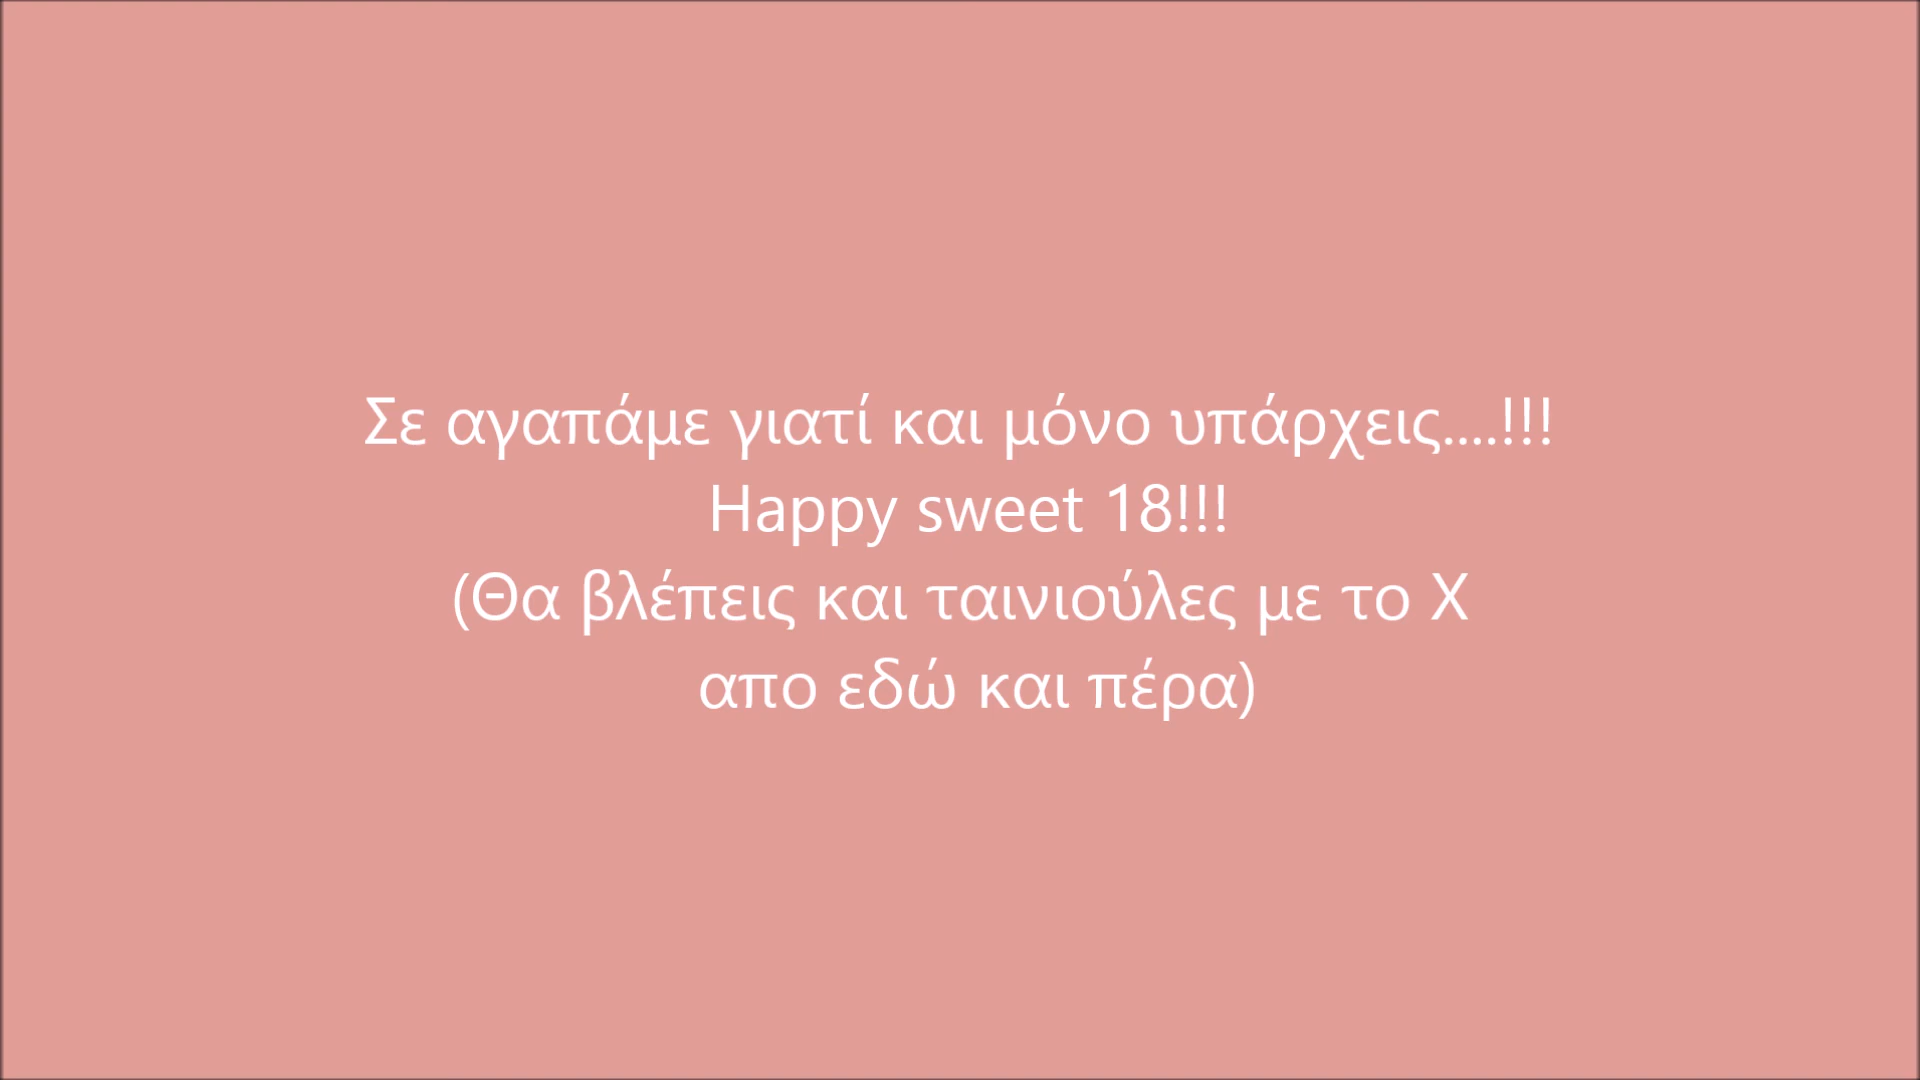 Σε αγαπάμε γιατί και μόνο υπάρχεις....!!!
Happy sweet 18!!!
(Θα βλέπεις και ταινιούλες με το Χ
απο εδώ και πέρα)